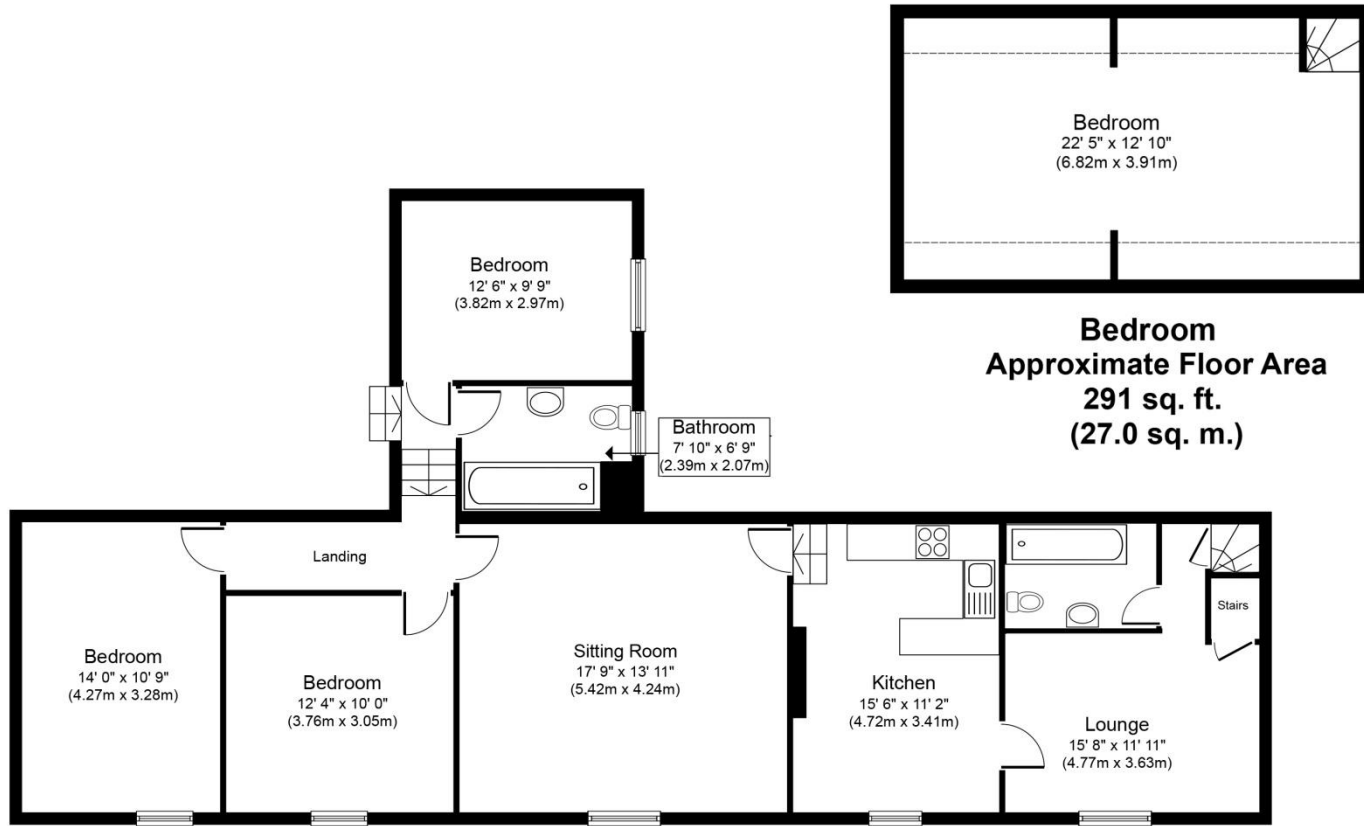 Bedroom
22' 5" x 12' 10"
(6.82m x 3.91m)
Bedroom
Approximate Floor Area
291 sq. ft.
(27.0 sq. m.)
Bedroom
12' 6" x 9' 9"
(3.82m x 2.97m)
Bathroom
7' 10" x 6' 9"
(2.39m x 2.07m)
Landing
Bedroom
14' 0" x 10' 9"
(4.27m x 3.28m)
Bedroom
12' 4" x 10' 0"
(3.76m x 3.05m)
Sitting Room
17' 9" x 13' 11"
(5.42m x 4.24m)
Kitchen
15' 6" x 11' 2"
(4.72m x 3.41m)
Stairs
Lounge
15' 8" x 11' 11"
(4.77m x 3.63m)